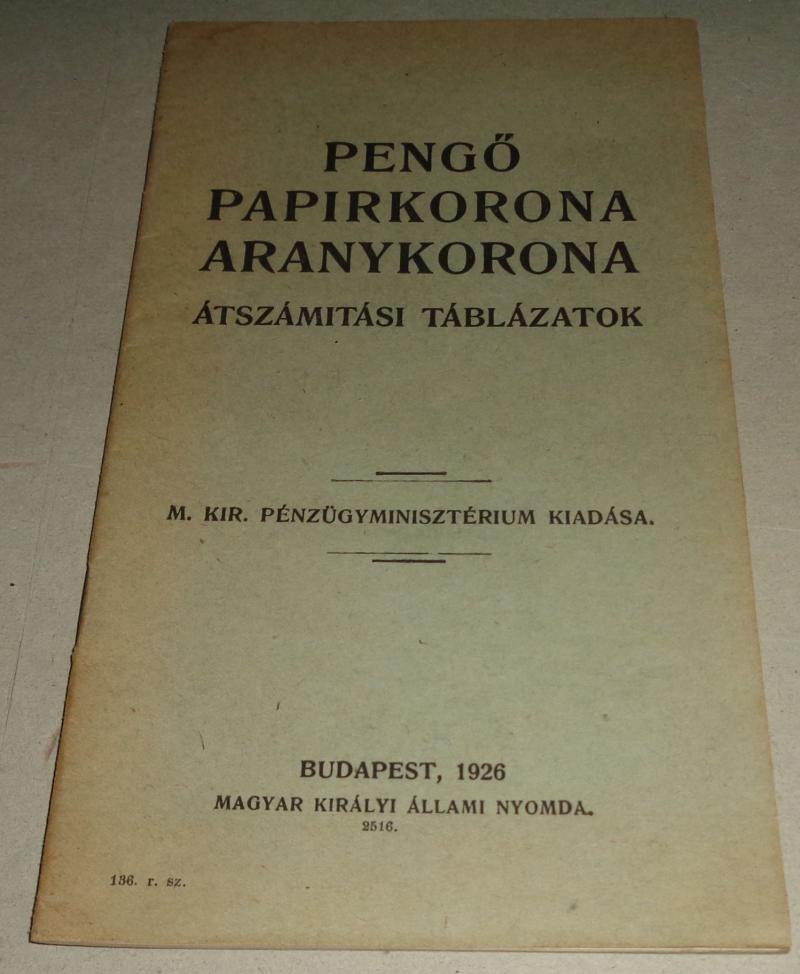 PENGŐ
PAPIRKORONA
ARANYKORONA
ÁTSZÁMITÁSI TÁBLÁZATOK
M. KIR. PÉNZÜGYMINISZTÉRIUM KIADÁSA.
BUDAPEST, 1926
MAGYAR KIRÁLYI ÁLLAMI NYOMDA.
2516.
136. r. sz.